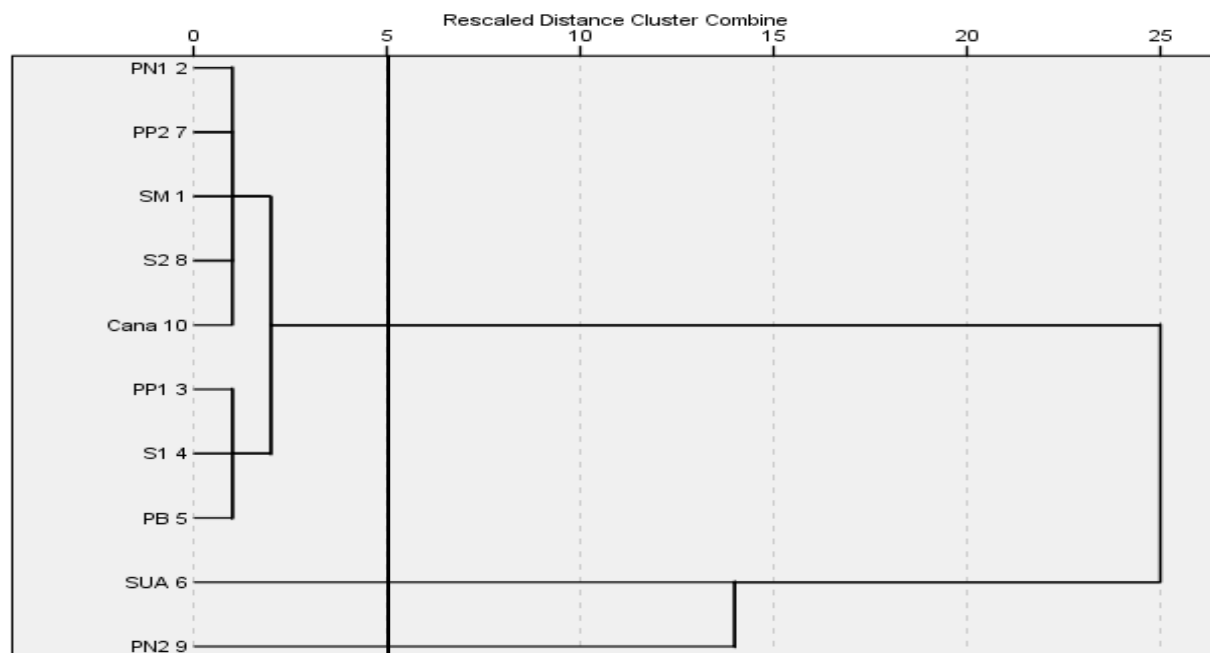 Rescaled Distance Cluster Combine
0 5 10 15 20 25
PN1 2
PP2 7
SM 1
S2 8
Cana 10
PP1 3
S1 4
PB 5
SUA 6
PN2 9